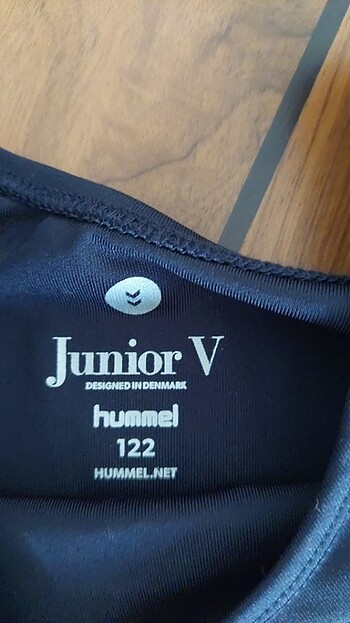 Junior V
DESIGNED IN DENMARK
hummel
122
HUMMEL.NET